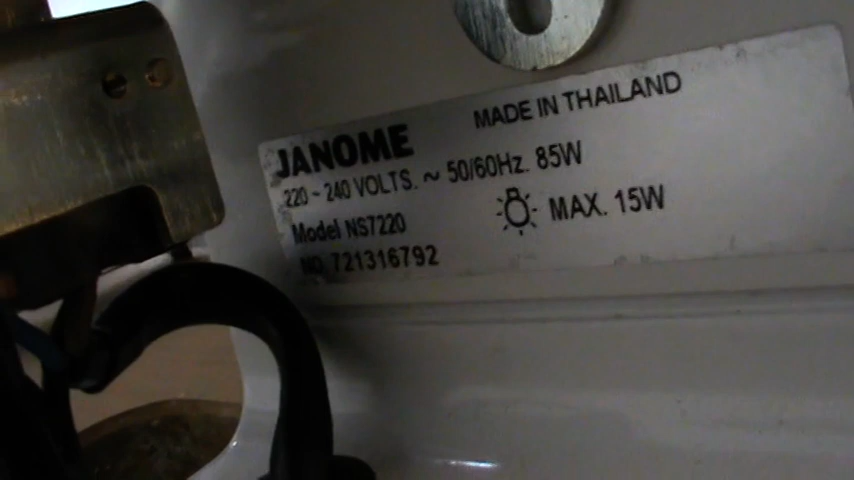 JANOME MADE IN THAILAND
220 ~ 240 VOLTS. ~ 50/60Hz. 85W
Model NS7220 MAX. 15W
NO. 721316792